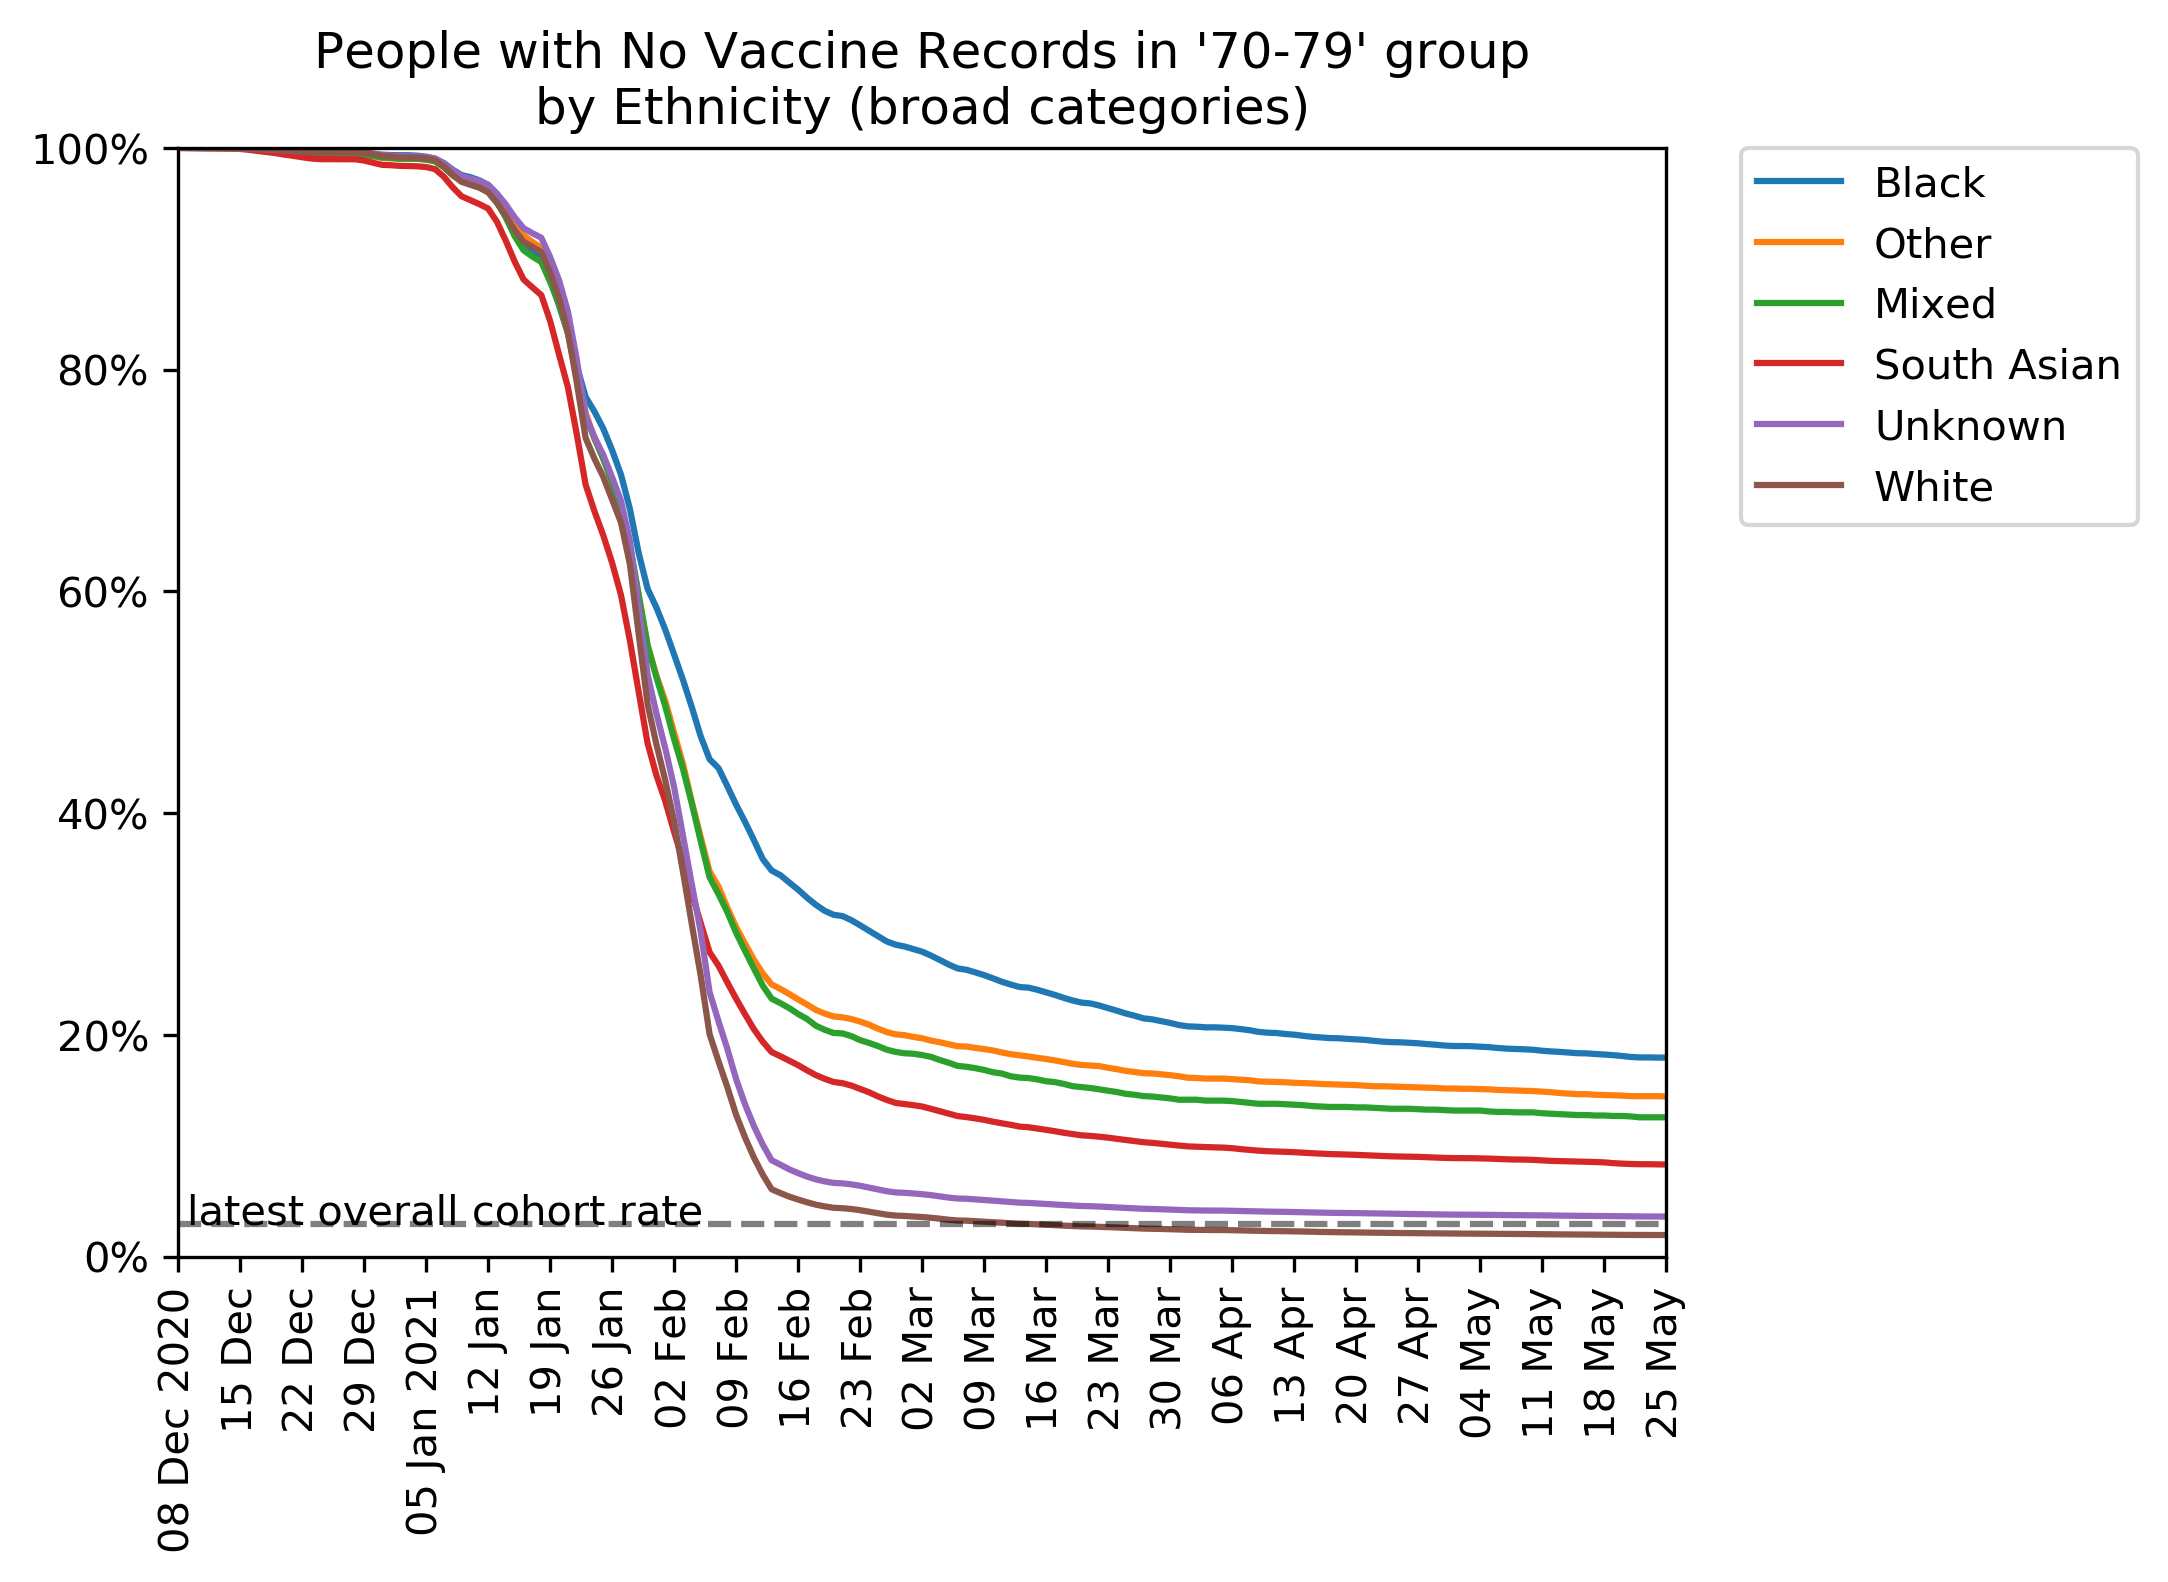 People with No Vaccine Records in '70-79' group
by Ethnicity (broad categories)
100%
80%
60%
40%
20%
0%
latest overall cohort rate
08 Dec 2020
15 Dec
22 Dec
29 Dec
05 Jan 2021
12 Jan
19 Jan
26 Jan
02 Feb
09 Feb
16 Feb
23 Feb
02 Mar
09 Mar
16 Mar
23 Mar
30 Mar
06 Apr
13 Apr
20 Apr
27 Apr
04 May
11 May
18 May
25 May
Black
Other
Mixed
South Asian
Unknown
White